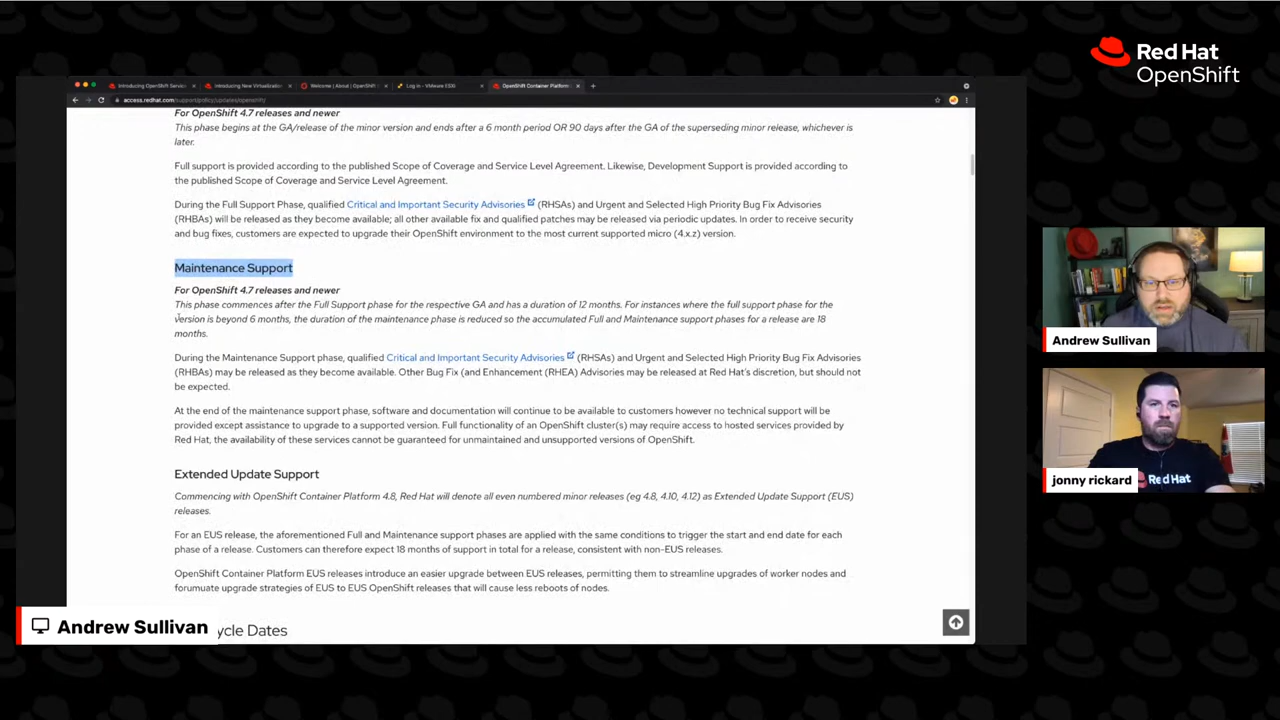 Red Hat
OpenShift
Introducing OpenShift Servic
Introducing New Virtualization
Welcome | About | OpenShift
Log in - VMware ESXi
OpenShift Container Platform
access.redhat.com/support/policy/updates/openshift/
For OpenShift 4.7 releases and newer
This phase begins at the GA/release of the minor version and ends after a 6 month period OR 90 days after the GA of the superseding minor release, whichever is
later.
Full support is provided according to the published Scope of Coverage and Service Level Agreement. Likewise, Development Support is provided according to
the published Scope of Coverage and Service Level Agreement.
During the Full Support Phase, qualified Critical and Important Security Advisories (RHSAs) and Urgent and Selected High Priority Bug Fix Advisories
(RHBAs) will be released as they become available; all other available fix and qualified patches may be released via periodic updates. In order to receive security
and bug fixes, customers are expected to upgrade their OpenShift environment to the most current supported micro (4.x.z) version.
Maintenance Support
For OpenShift 4.7 releases and newer
This phase commences after the Full Support phase for the respective GA and has a duration of 12 months. For instances where the full support phase for the
version is beyond 6 months, the duration of the maintenance phase is reduced so the accumulated Full and Maintenance support phases for a release are 18
months.
During the Maintenance Support phase, qualified Critical and Important Security Advisories (RHSAs) and Urgent and Selected High Priority Bug Fix Advisories
(RHBAs) may be released as they become available. Other Bug Fix (and Enhancement (RHEA) Advisories may be released at Red Hat's discretion, but should not
be expected.
At the end of the maintenance support phase, software and documentation will continue to be available to customers however no technical support will be
provided except assistance to upgrade to a supported version. Full functionality of an OpenShift cluster(s) may require access to hosted services provided by
Red Hat, the availability of these services cannot be guaranteed for unmaintained and unsupported versions of OpenShift.
Extended Update Support
Commencing with OpenShift Container Platform 4.8, Red Hat will denote all even numbered minor releases (eg 4.8, 4.10, 4.12) as Extended Update Support (EUS)
releases.
For an EUS release, the aforementioned Full and Maintenance support phases are applied with the same conditions to trigger the start and end date for each
phase of a release. Customers can therefore expect 18 months of support in total for a release, consistent with non-EUS releases.
OpenShift Container Platform EUS releases introduce an easier upgrade between EUS releases, permitting them to streamline upgrades of worker nodes and
forumuate upgrade strategies of EUS to EUS OpenShift releases that will cause less reboots of nodes.
ycle Dates
Andrew Sullivan
Andrew Sullivan
jonny rickard
Red Hat